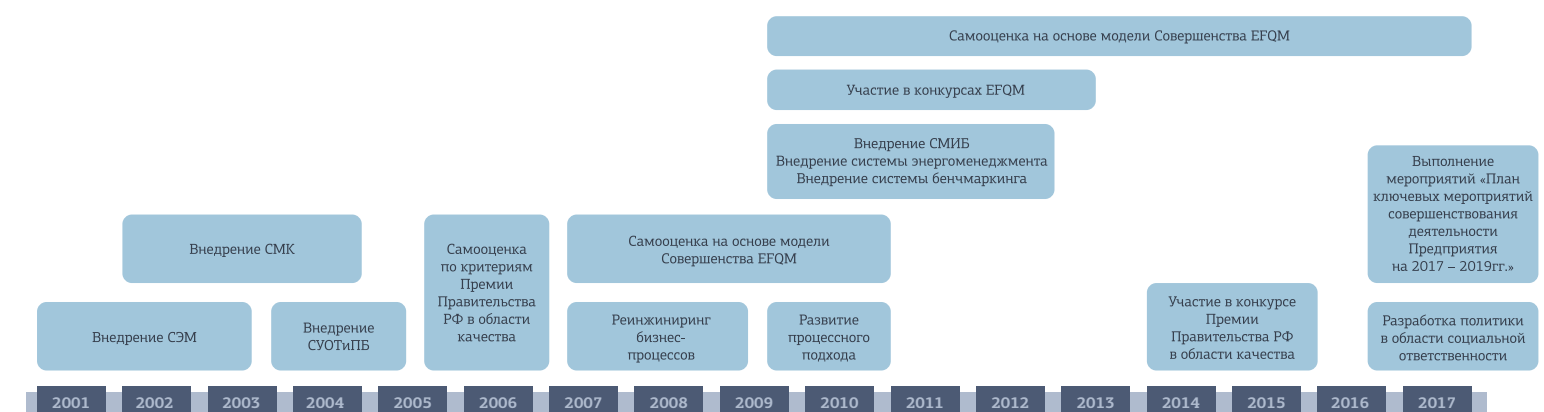 Самооценка на основе модели Совершенства EFQM
Участие в конкурсах EFQM
Внедрение СМИБ
Внедрение системы энергоменеджмента
Внедрение системы бенчмаркинга
Выполнение
мероприятий «План
ключевых мероприятий
совершенствования
деятельности
Предприятия
на 2017 – 2019гг.»
Внедрение СМК
Самооценка
по критериям
Премии
Правительства
РФ в области
качества
Самооценка на основе модели
Совершенства EFQM
Внедрение СЭМ
Внедрение
СУОТиПБ
Реинжиниринг
бизнес-
процессов
Развитие
процессного
подхода
Участие в конкурсе
Премии
Правительства РФ
в области качества
Разработка политики
в области социальной
ответственности
2001 2002 2003 2004 2005 2006 2007 2008 2009 2010 2011 2012 2013 2014 2015 2016 2017